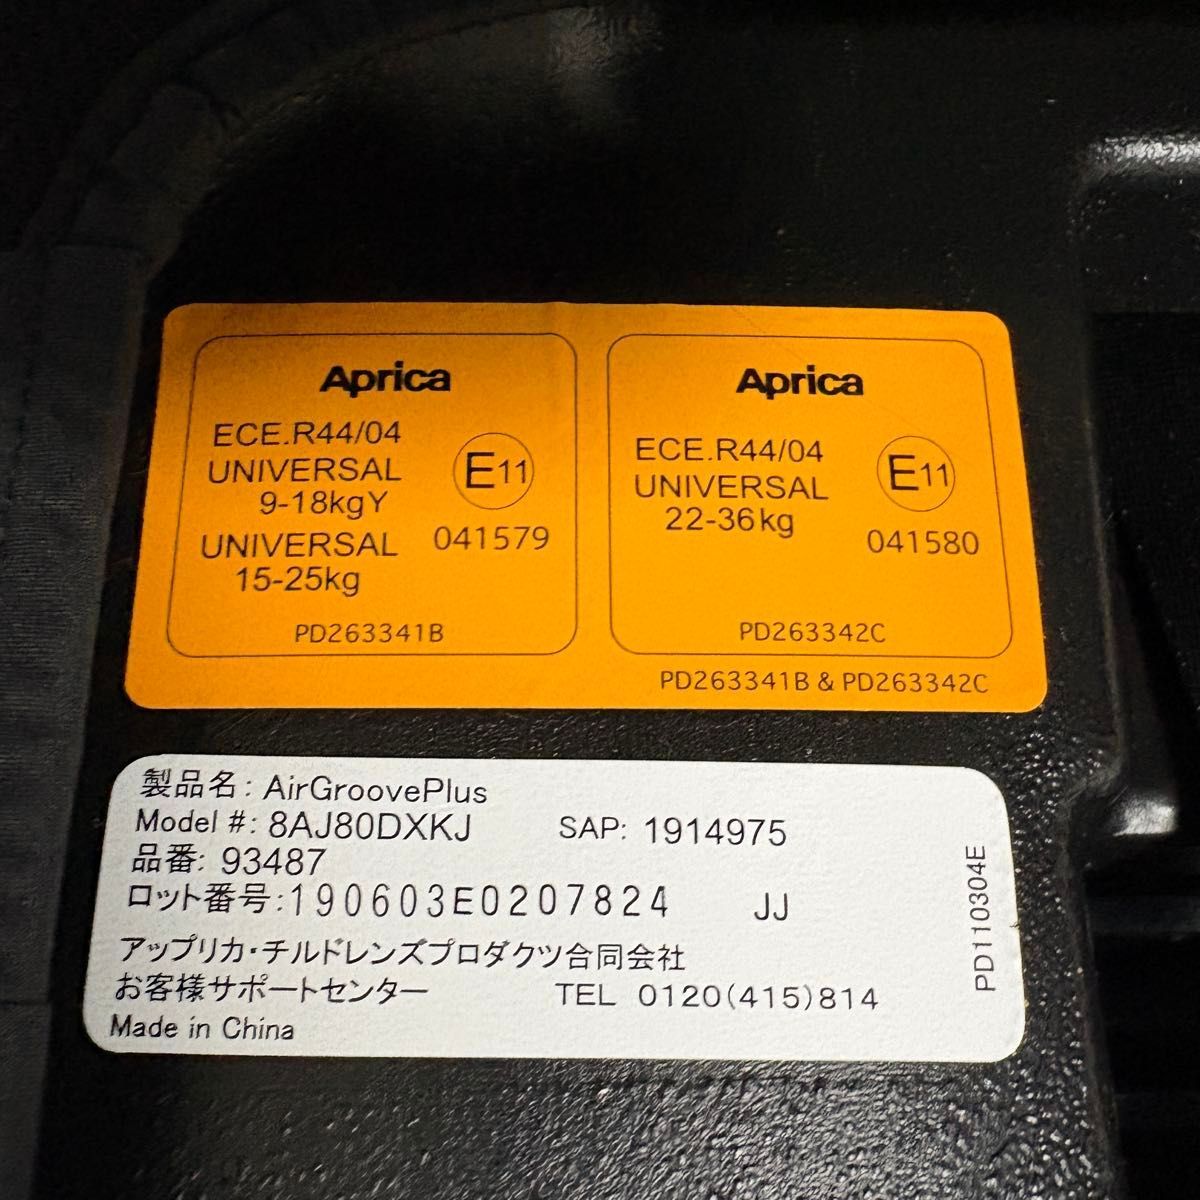 Aprica
ECE.R44/04
UNIVERSAL
9-18kgY
UNIVERSAL
15-25kg
E11
041579
PD263341B
Aprica
ECE.R44/04
UNIVERSAL
22-36kg
E11
041580
PD263342C
PD263341B & PD263342C
製品名: AirGroovePlus
Model #: 8AJ80DXKJ SAP: 1914975
品番: 93487
ロット番号:190603E0207824 JJ
アップリカ・チルドレンズプロダクツ合同会社
お客様サポートセンター TEL 0120(415)814
Made in China
PD110304E